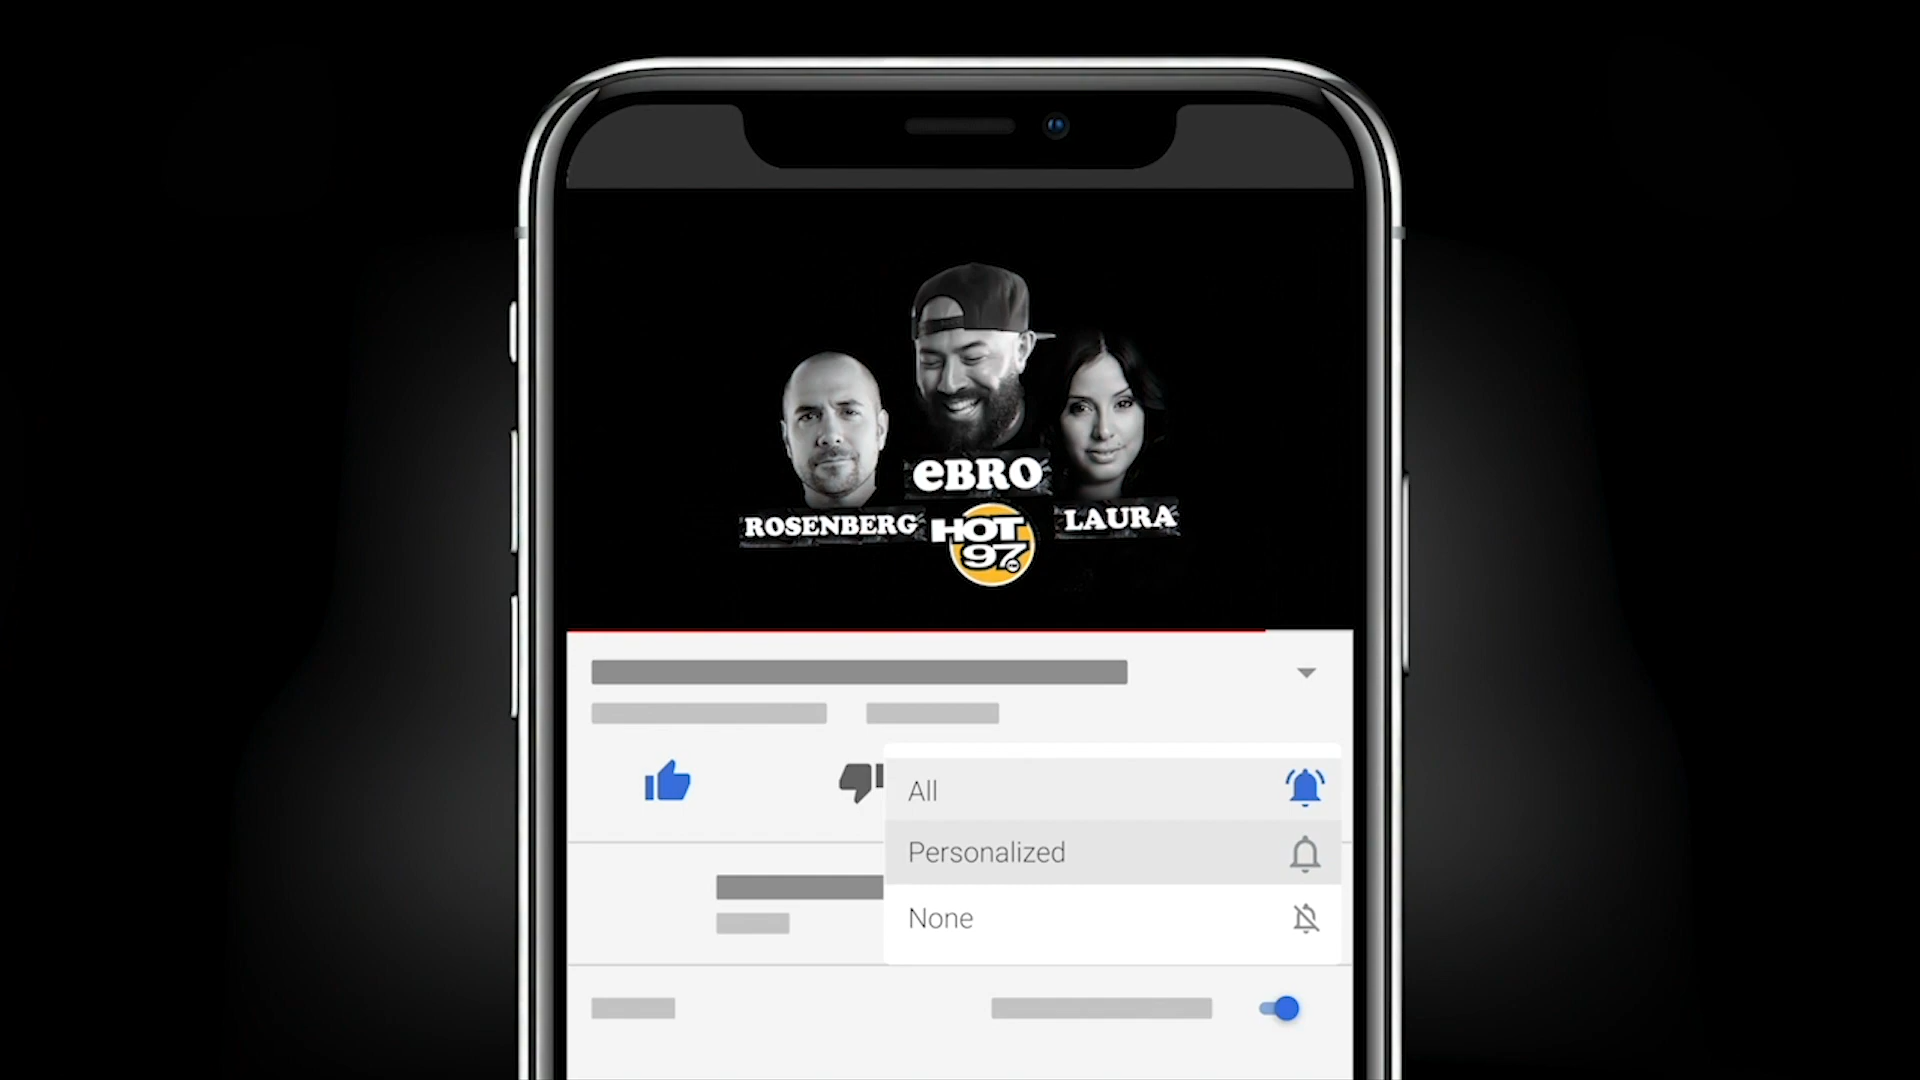 eBRO
ROSENBERG
LAURA
HOT
97
All
Personalized
None